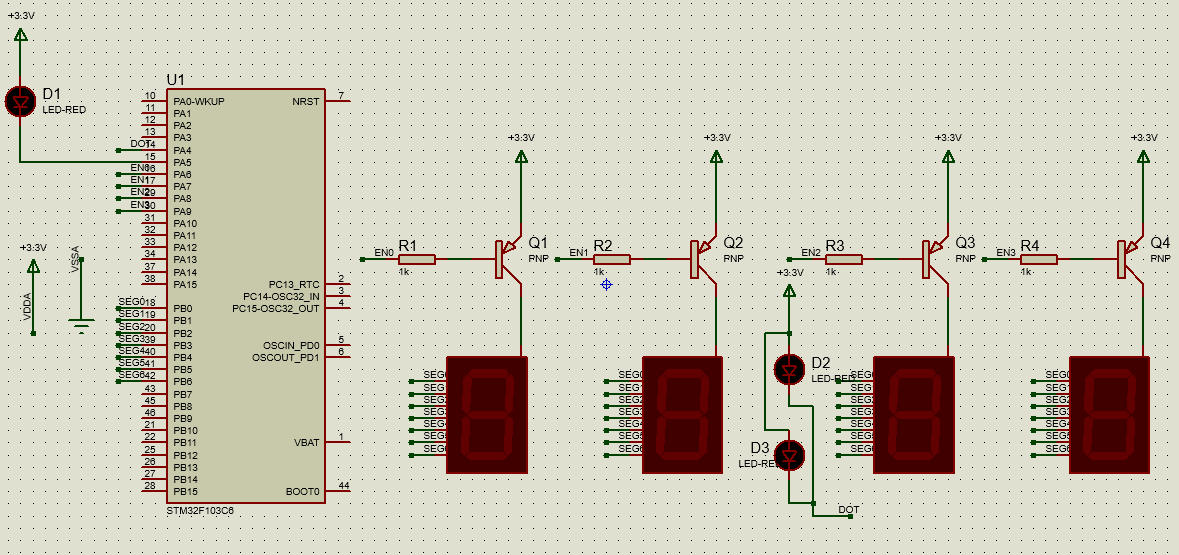 +3.3V
D1
LED-RED
U1
10 PA0-WKUP NRST 7
11 PA1
12 PA2
13 PA3
DOT 14 PA4
15 PA5
EN0 16 PA6
EN1 17 PA7
EN2 29 PA8
EN3 30 PA9
31 PA10
32 PA11
33 PA12
34 PA13
37 PA14
38 PA15
PC13_RTC 2
PC14-OSC32_IN 3
PC15-OSC32_OUT 4
SEG0 18 PB0
SEG1 19 PB1
SEG2 20 PB2
SEG3 39 PB3 OSCIN_PD0 5
SEG4 40 PB4 OSCOUT_PD1 6
SEG5 41 PB5
SEG6 42 PB6
43 PB7
45 PB8
46 PB9
21 PB10
22 PB11 VBAT 1
25 PB12
26 PB13
27 PB14
28 PB15 BOOT0 44
STM32F103C6
+3.3V
VDDA
VSSA
+3.3V
EN0 R1 Q1
1k PNP
+3.3V
EN1 R2 Q2
1k PNP
+3.3V
EN2 R3 Q3
1k PNP
+3.3V
EN3 R4 Q4
1k PNP
SEG0
SEG1
SEG2
SEG3
SEG4
SEG5
SEG6
SEG0
SEG1
SEG2
SEG3
SEG4
SEG5
SEG6
+3.3V
D2
LED-RED
D3
LED-RED
DOT
SEG0
SEG1
SEG2
SEG3
SEG4
SEG5
SEG6
SEG0
SEG1
SEG2
SEG3
SEG4
SEG5
SEG6